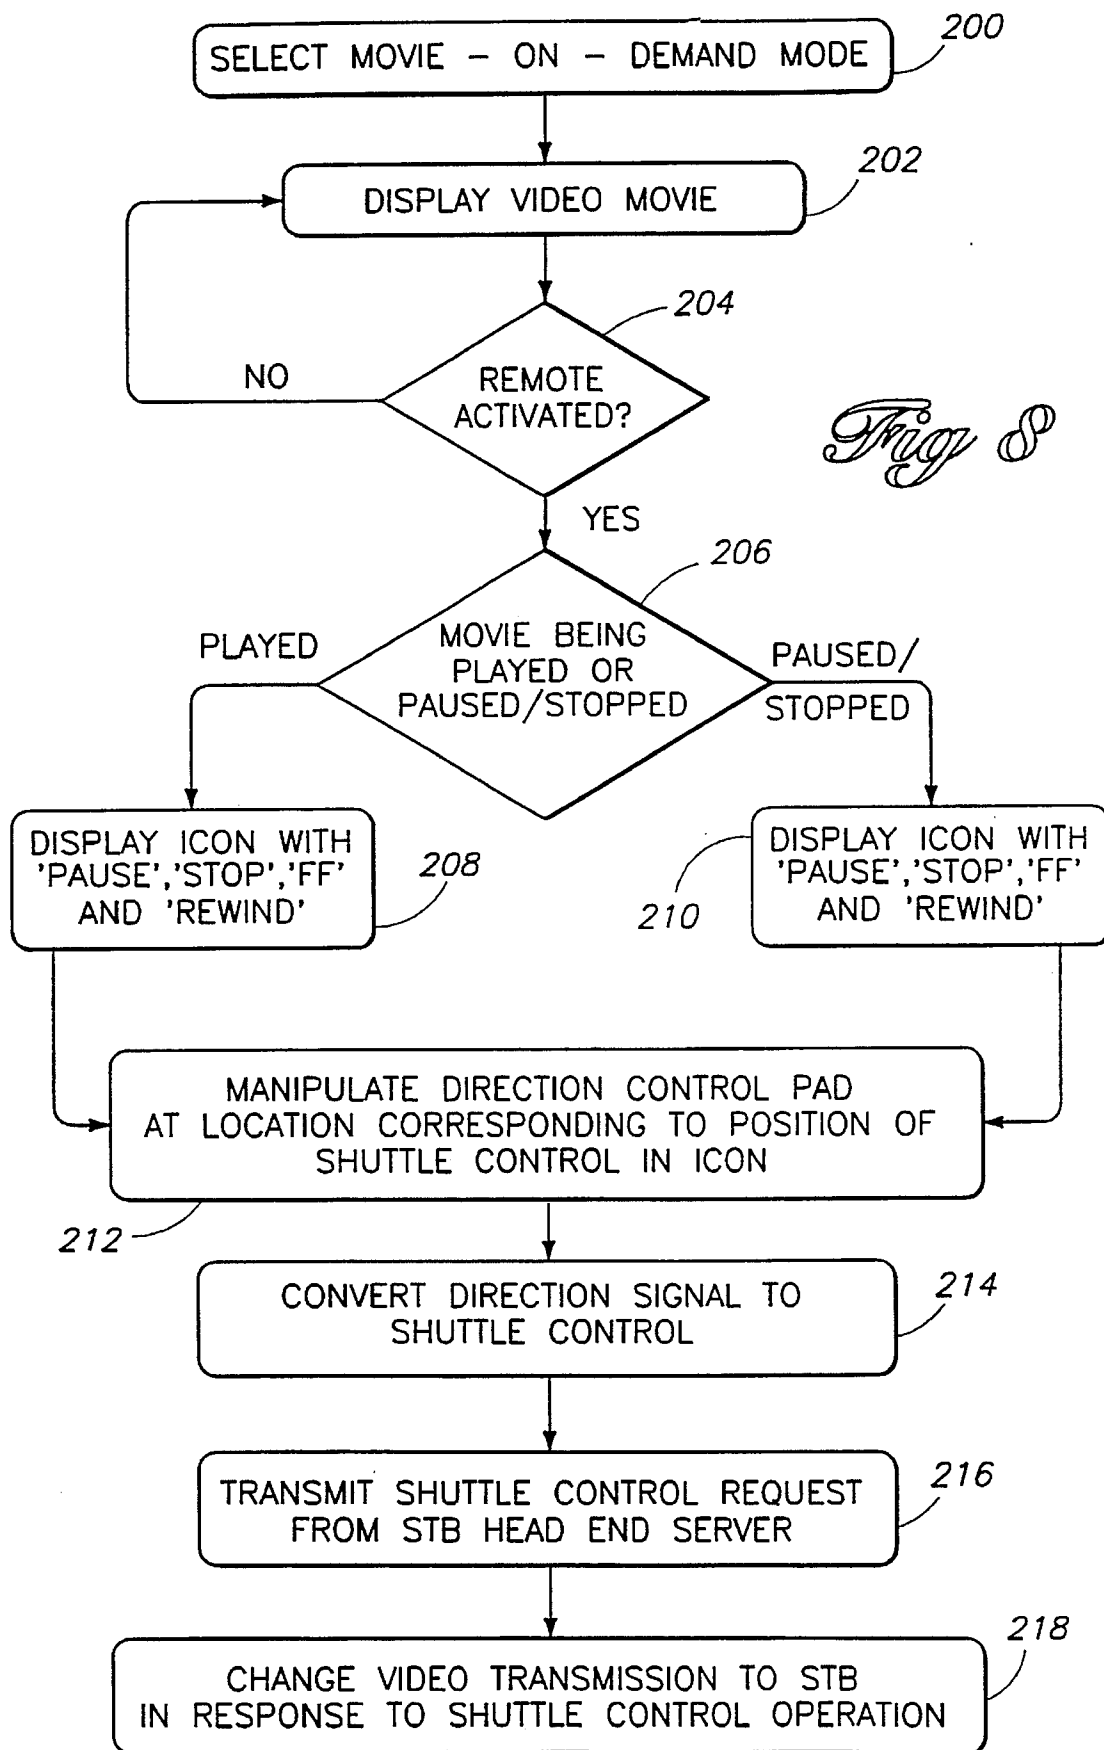 SELECT MOVIE – ON – DEMAND MODE
200
DISPLAY VIDEO MOVIE
202
204
REMOTE
ACTIVATED?
NO
Fig 8
YES
206
MOVIE BEING
PLAYED OR
PAUSED/STOPPED
PLAYED
PAUSED/
STOPPED
DISPLAY ICON WITH
'PAUSE','STOP','FF'
AND 'REWIND'
208
DISPLAY ICON WITH
'PAUSE','STOP','FF'
AND 'REWIND'
210
MANIPULATE DIRECTION CONTROL PAD
AT LOCATION CORRESPONDING TO POSITION OF
SHUTTLE CONTROL IN ICON
212
CONVERT DIRECTION SIGNAL TO
SHUTTLE CONTROL
214
TRANSMIT SHUTTLE CONTROL REQUEST
FROM STB HEAD END SERVER
216
CHANGE VIDEO TRANSMISSION TO STB
IN RESPONSE TO SHUTTLE CONTROL OPERATION
218